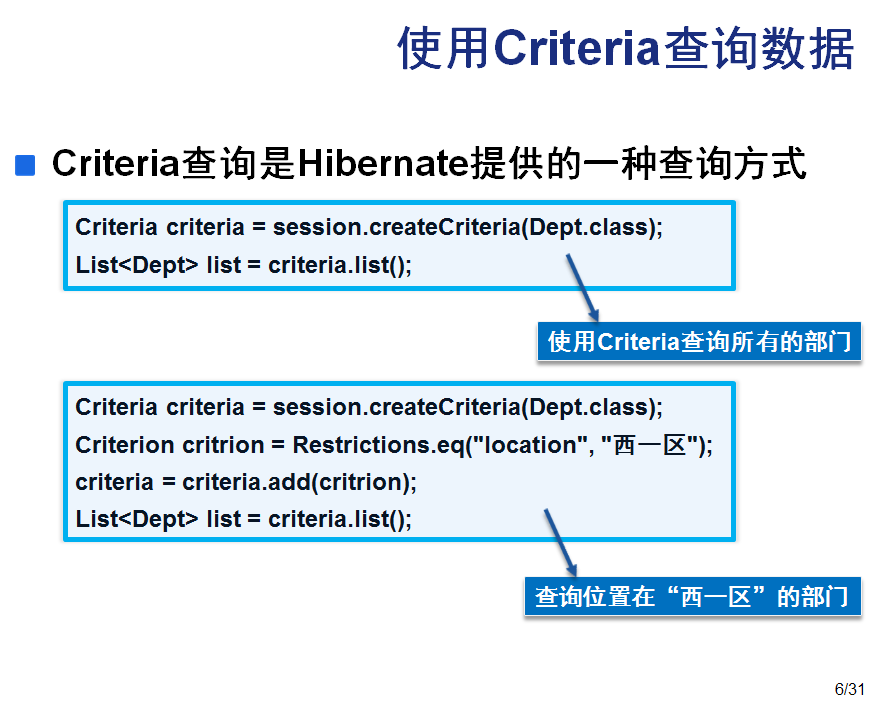 使用Criteria查询数据
Criteria查询是Hibernate提供的一种查询方式
Criteria criteria = session.createCriteria(Dept.class);
List<Dept> list = criteria.list();
使用Criteria查询所有的部门
Criteria criteria = session.createCriteria(Dept.class);
Criterion critrion = Restrictions.eq("location", "西一区");
criteria = criteria.add(critrion);
List<Dept> list = criteria.list();
查询位置在“西一区”的部门
6/31